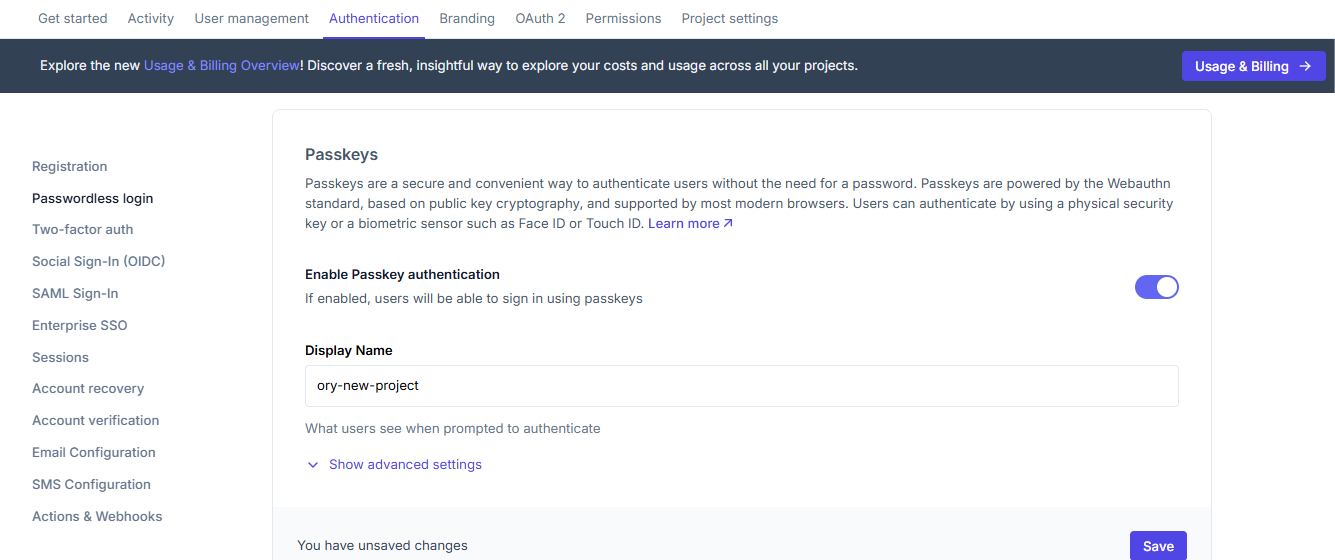 Get started Activity User management Authentication Branding OAuth 2 Permissions Project settings
Explore the new Usage & Billing Overview! Discover a fresh, insightful way to explore your costs and usage across all your projects.
Usage & Billing →
Registration
Passwordless login
Two-factor auth
Social Sign-In (OIDC)
SAML Sign-In
Enterprise SSO
Sessions
Account recovery
Account verification
Email Configuration
SMS Configuration
Actions & Webhooks
Passkeys
Passkeys are a secure and convenient way to authenticate users without the need for a password. Passkeys are powered by the Webauthn
standard, based on public key cryptography, and supported by most modern browsers. Users can authenticate by using a physical security
key or a biometric sensor such as Face ID or Touch ID. Learn more ↗
Enable Passkey authentication
If enabled, users will be able to sign in using passkeys
Display Name
ory-new-project
What users see when prompted to authenticate
Show advanced settings
You have unsaved changes
Save